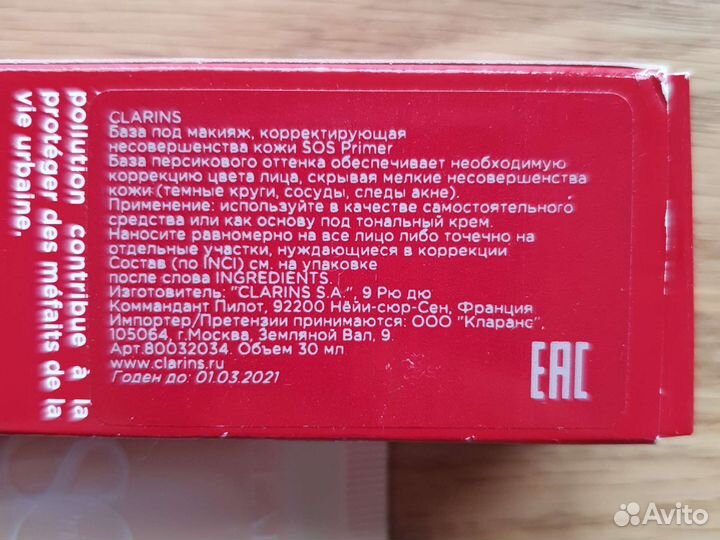 pollution contribue à la
protéger des méfaits de la
vie urbaine.
CLARINS
База под макияж, корректирующая
несовершенства кожи SOS Primer
База персикового оттенка обеспечивает необходимую
коррекцию цвета лица, скрывая мелкие несовершенства
кожи (темные круги, сосуды, следы акне).
Применение: используйте в качестве самостоятельного
средства или как основу под тональный крем.
Наносите равномерно на все лицо либо точечно на
отдельные участки, нуждающиеся в коррекции
Состав (по INCI) см. на упаковке
после слова INGREDIENTS.
Изготовитель: "CLARINS S.A.", 9 Рю дю
Коммандант Пилот, 92200 Нёйи-сюр-Сен, Франция
Импортер/Претензии принимаются: ООО "Кларанс",
105064, г.Москва, Земляной Вал, 9.
Арт.80032034. Объем 30 мл
www.clarins.ru
Годен до: 01.03.2021
EAC
Avito